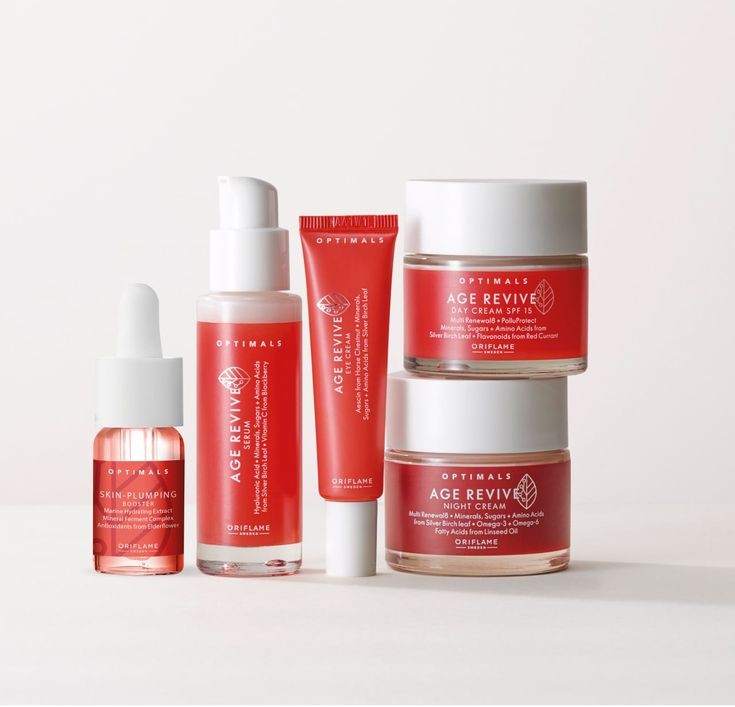 OPTIMALS
SKIN-PLUMPING
BOOSTER
Marine Hydrating Extract
Mineral Ferment Complex
Antioxidants from Elderflower
ORIFLAME
SWEDEN
OPTIMALS
AGE REVIVE
SERUM
Hyaluronic Acid • Minerals, Sugars + Amino Acids
from Silver Birch Leaf • Vitamin C from Blackberry
ORIFLAME
SWEDEN
OPTIMALS
AGE REVIVE
EYE CREAM
Aescin from Horse Chestnut • Minerals,
Sugars + Amino Acids from Silver Birch Leaf
ORIFLAME
SWEDEN
OPTIMALS
AGE REVIVE
DAY CREAM SPF 15
Multi Renewal8 • PolluProtect
Minerals, Sugars + Amino Acids from
Silver Birch Leaf • Flavonoids from Red Currant
ORIFLAME
SWEDEN
OPTIMALS
AGE REVIVE
NIGHT CREAM
Multi Renewal8 • Minerals, Sugars + Amino Acids
from Silver Birch leaf • Omega-3 + Omega-6
Fatty Acids from Linseed Oil
ORIFLAME
SWEDEN